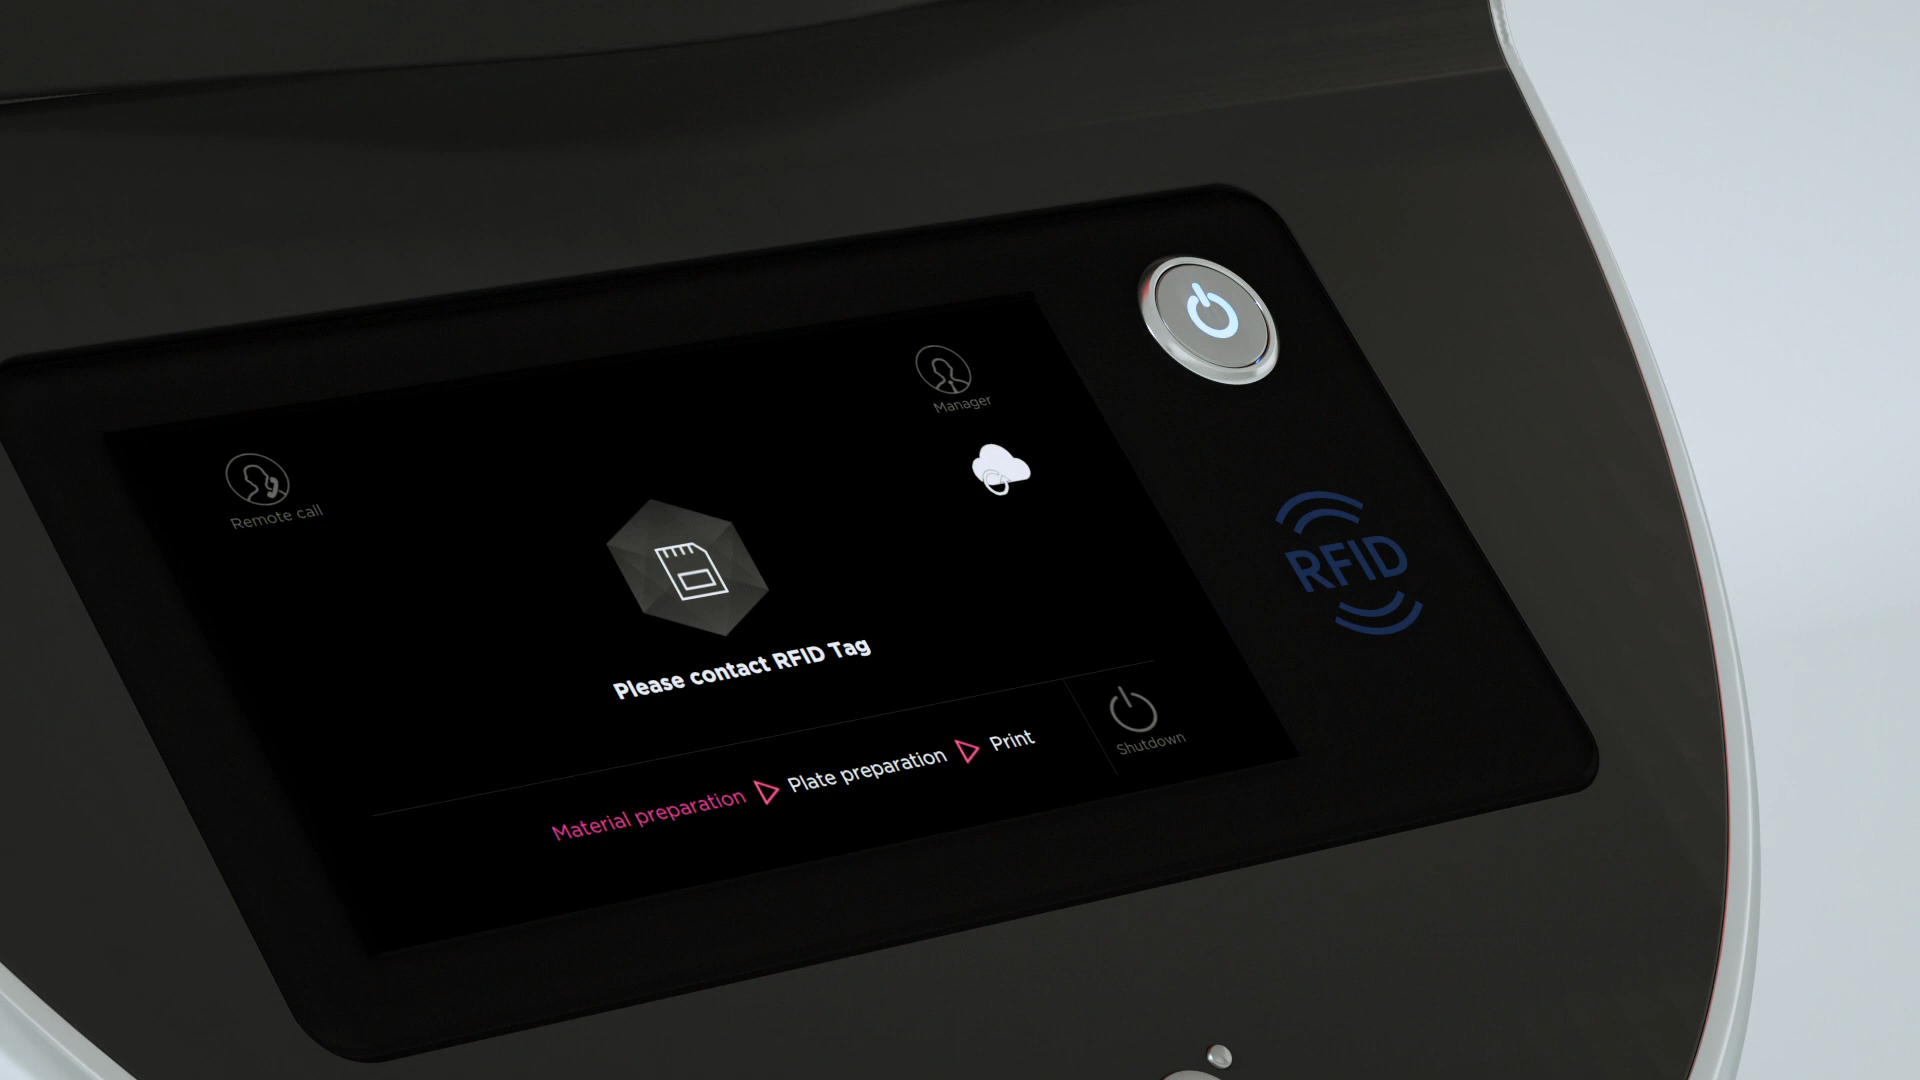 Manager
Remote call
RFID
Please contact RFID Tag
Material preparation Plate preparation Print
Shutdown